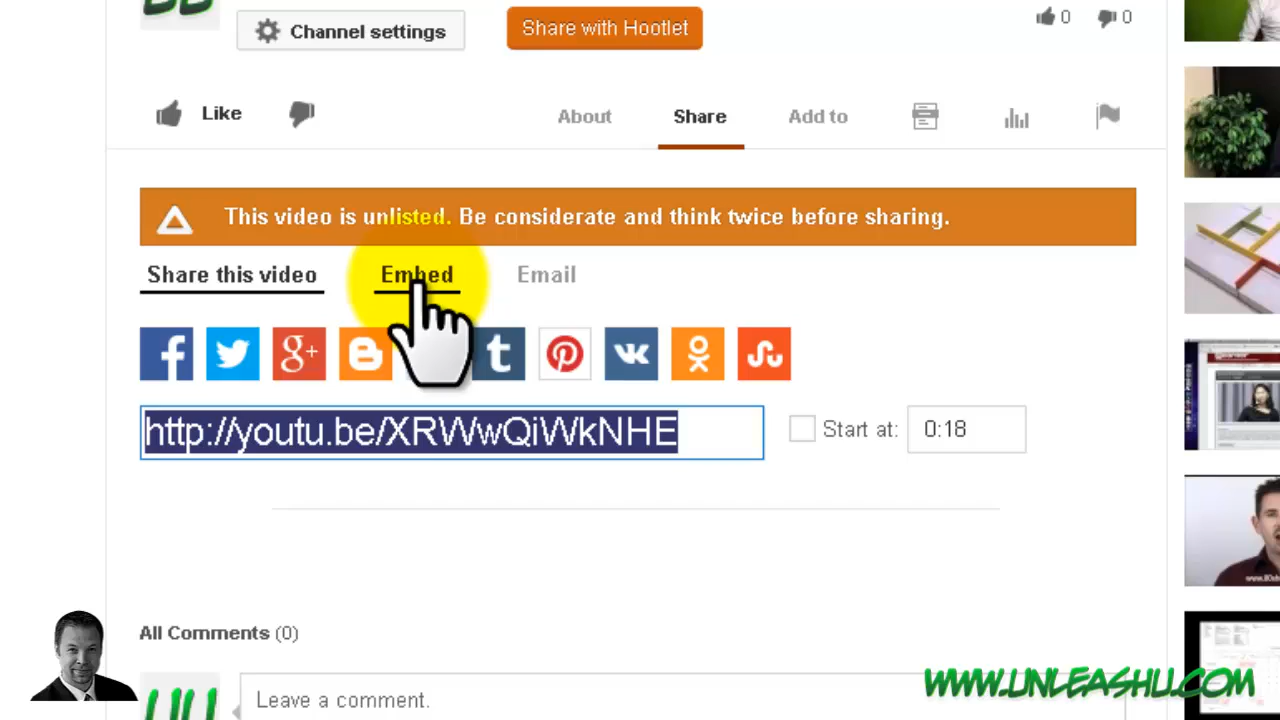 Channel settings
Share with Hootlet
0 0
Like
About Share Add to
This video is unlisted. Be considerate and think twice before sharing.
Share this video Embed Email
http://youtu.be/XRWwQiWkNHE
Start at: 0:18
All Comments (0)
Leave a comment.
WWW.UNLEASHU.COM